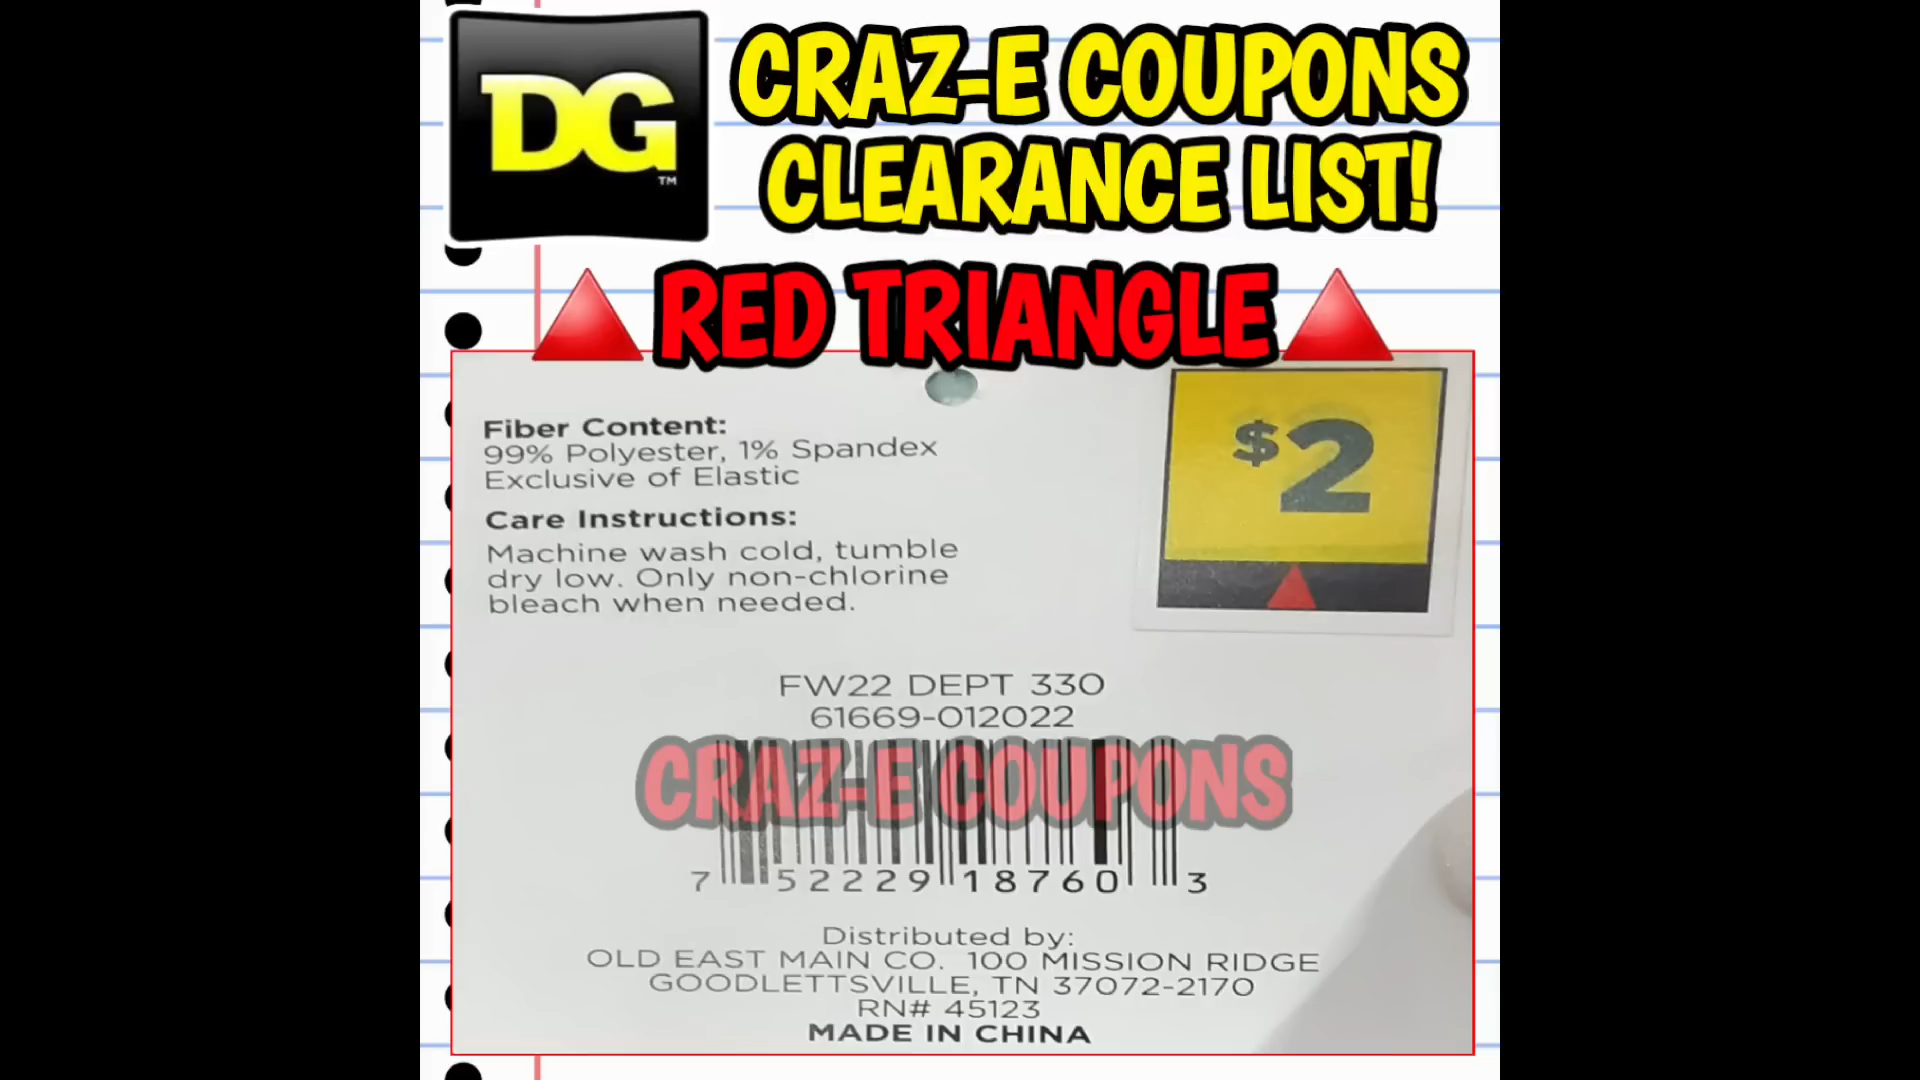 DG™
CRAZ-E COUPONS
CLEARANCE LIST!
RED TRIANGLE
Fiber Content:
99% Polyester, 1% Spandex
Exclusive of Elastic
$2
Care Instructions:
Machine wash cold, tumble
dry low. Only non-chlorine
bleach when needed.
FW22 DEPT 330
61669-012022
CRAZ-E COUPONS
7 52229 18760 3
Distributed by:
OLD EAST MAIN CO. 100 MISSION RIDGE
GOODLETTSVILLE, TN 37072-2170
RN# 45123
MADE IN CHINA